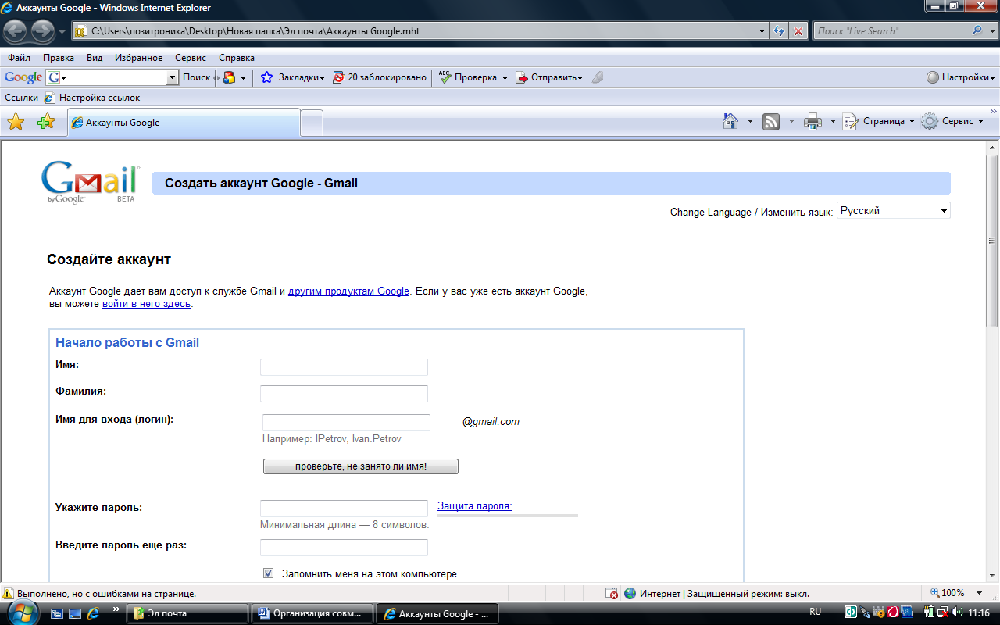 Аккаунты Google - Windows Internet Explorer
C:\Users\позитроника\Desktop\Новая папка\Эл почта\Аккаунты Google.mht
Поиск "Live Search"
Файл Правка Вид Избранное Сервис Справка
Google G Поиск Закладки 20 заблокировано Проверка Отправить Настройки
Ссылки Настройка ссылок
Аккаунты Google Страница Сервис
Gmail by Google BETA
Создать аккаунт Google - Gmail
Change Language / Изменить язык: Русский
Создайте аккаунт
Аккаунт Google дает вам доступ к службе Gmail и другим продуктам Google. Если у вас уже есть аккаунт Google,
вы можете войти в него здесь.
Начало работы с Gmail
Имя:
Фамилия:
Имя для входа (логин): @gmail.com
Например: IPetrov, Ivan.Petrov
проверьте, не занято ли имя!
Укажите пароль: Защита пароля:
Минимальная длина — 8 символов.
Введите пароль еще раз:
Запомнить меня на этом компьютере.
Выполнено, но с ошибками на странице. Интернет | Защищенный режим: выкл. 100%
Эл почта Организация совм... Аккаунты Google - ... RU 11:16